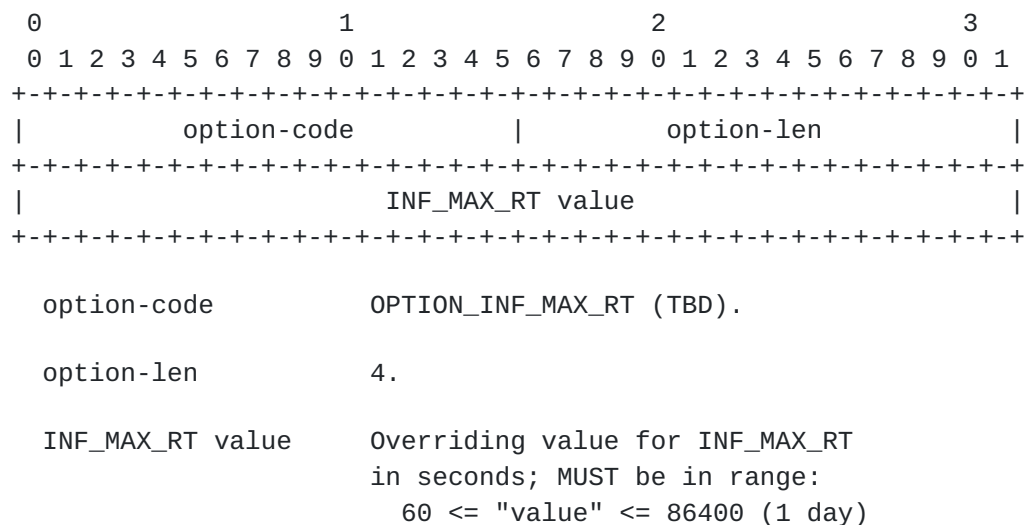 0                   1                   2                   3
 0 1 2 3 4 5 6 7 8 9 0 1 2 3 4 5 6 7 8 9 0 1 2 3 4 5 6 7 8 9 0 1
+-+-+-+-+-+-+-+-+-+-+-+-+-+-+-+-+-+-+-+-+-+-+-+-+-+-+-+-+-+-+-+-+
|          option-code          |         option-len            |
+-+-+-+-+-+-+-+-+-+-+-+-+-+-+-+-+-+-+-+-+-+-+-+-+-+-+-+-+-+-+-+-+
|                       INF_MAX_RT value                        |
+-+-+-+-+-+-+-+-+-+-+-+-+-+-+-+-+-+-+-+-+-+-+-+-+-+-+-+-+-+-+-+-+
  option-code          OPTION_INF_MAX_RT (TBD).
  option-len           4.
  INF_MAX_RT value     Overriding value for INF_MAX_RT
                       in seconds; MUST be in range:
                         60 <= "value" <= 86400 (1 day)